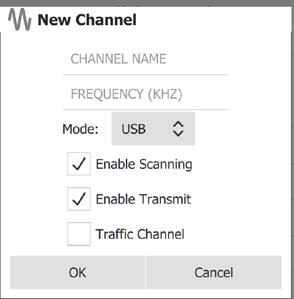 New Channel
CHANNEL NAME
FREQUENCY (KHZ)
Mode: USB
Enable Scanning
Enable Transmit
Traffic Channel
OK Cancel